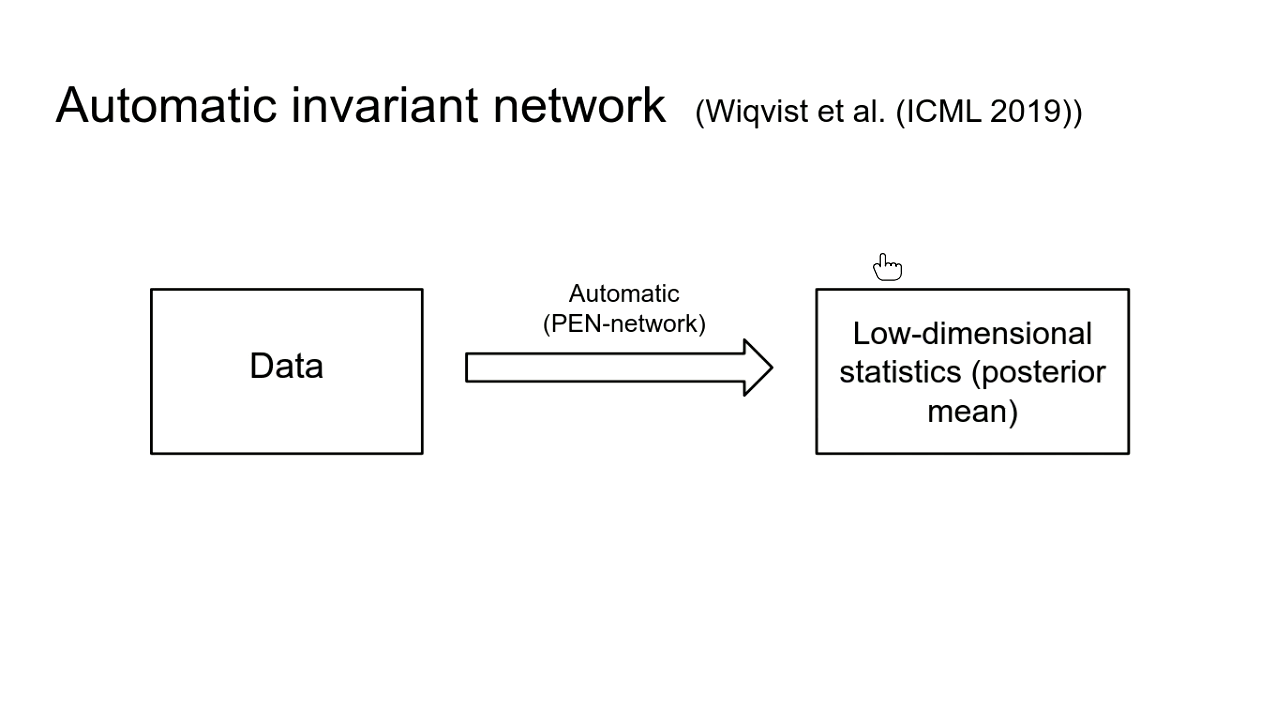 Automatic invariant network (Wiqvist et al. (ICML 2019))
Automatic
(PEN-network)
Data
Low-dimensional
statistics (posterior
mean)